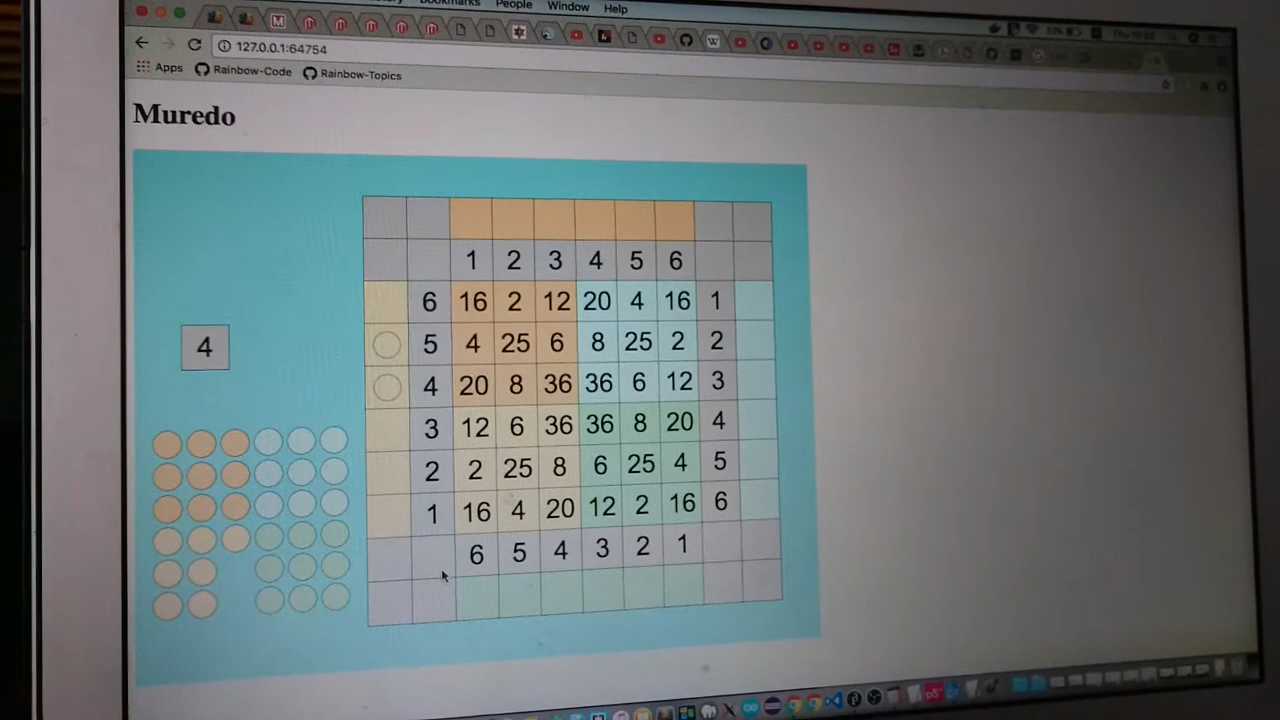 Bookmarks People Window Help
127.0.0.1:64754
Apps Rainbow-Code Rainbow-Topics
Muredo
1 2 3 4 5 6
6 16 2 12 20 4 16 1
5 4 25 6 8 25 2 2
4
4 20 8 36 36 6 12 3
3 12 6 36 36 8 20 4
2 2 25 8 6 25 4 5
1 16 4 20 12 2 16 6
6 5 4 3 2 1